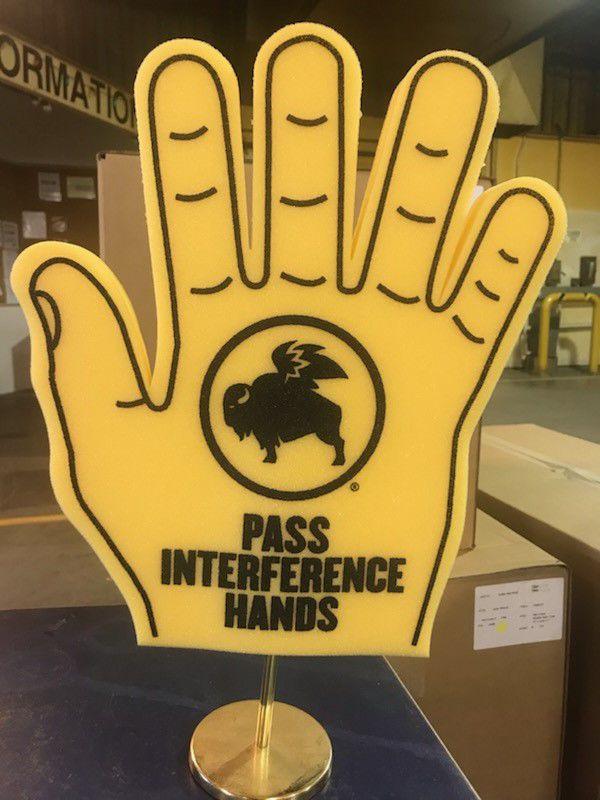 ORMATIO
®
PASS
INTERFERENCE
HANDS